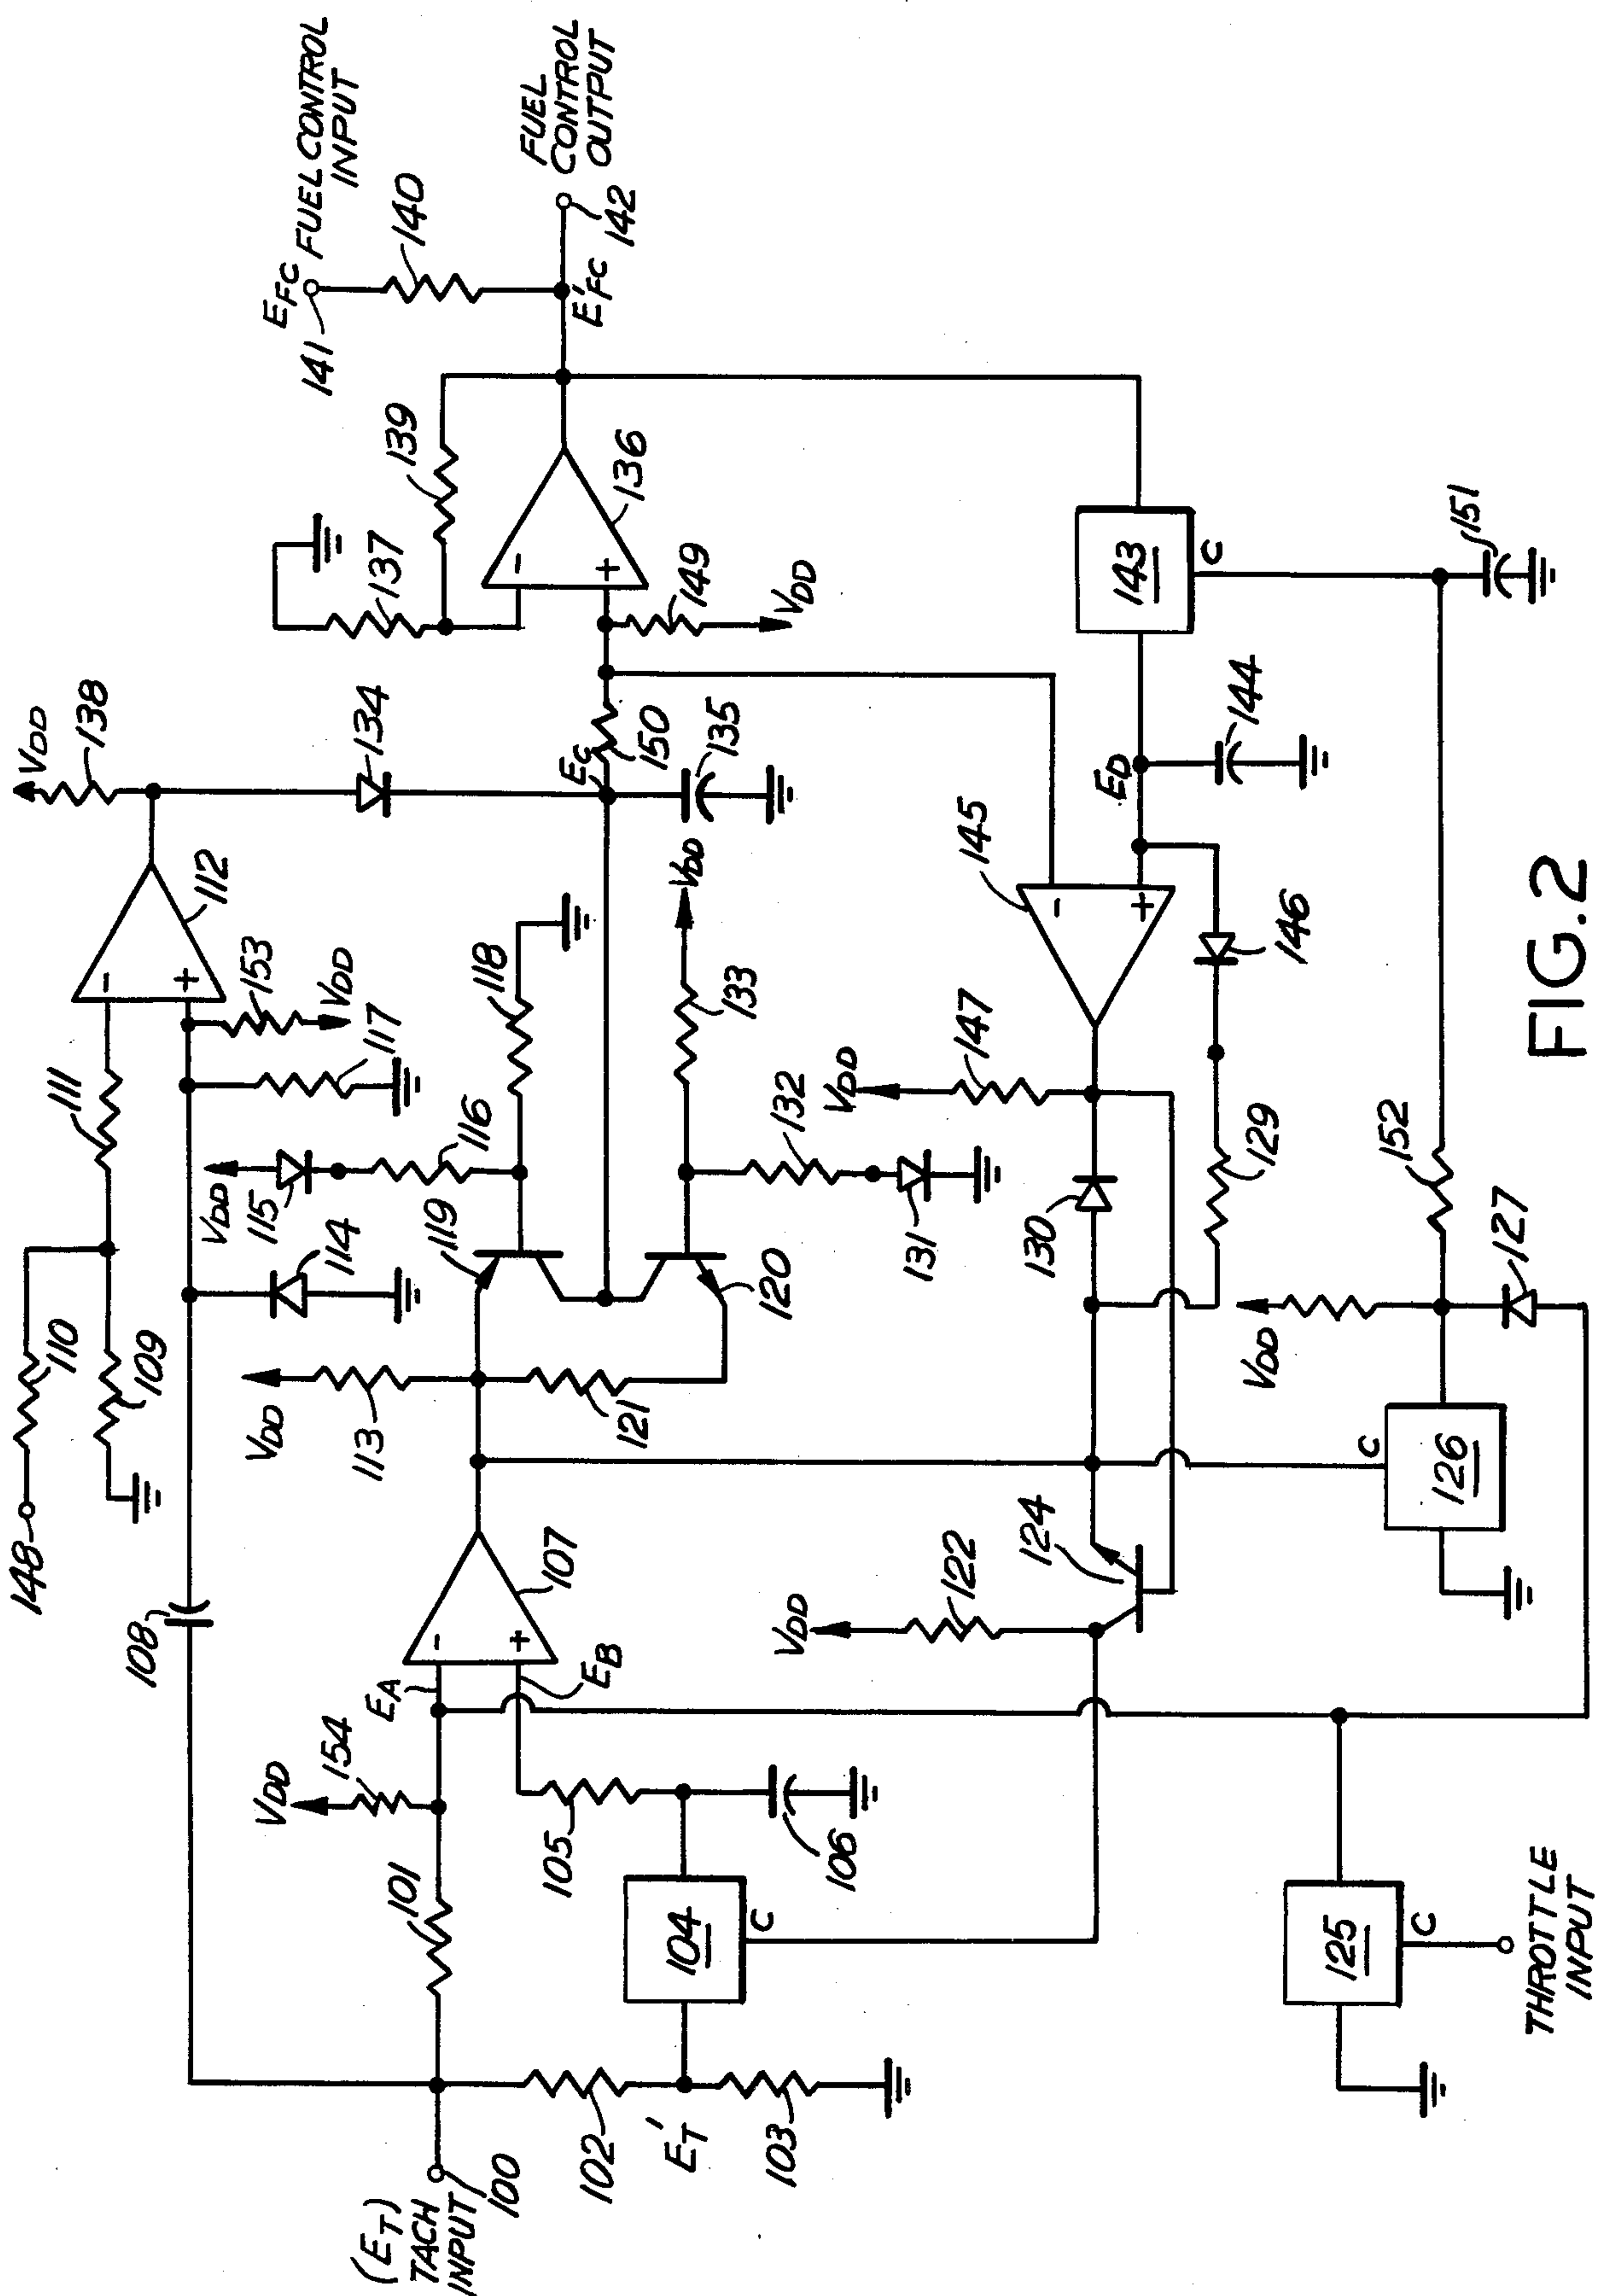 148
110
109
111
112
VDD
138
108
114
VDD
115
117
153
VDD
116
118
134
137
139
EFC
141
FUEL CONTROL
INPUT
140
(ET)
TACH
INPUT
100
101
VDD
154
EA
EB
-
+
107
VDD
113
119
121
120
-
+
EC
150
135
149
VDD
-
+
136
E'FC
142
FUEL
CONTROL
OUTPUT
102
E'T
103
104
C
105
106
VDD
122
124
133
VDD
132
131
VDD
147
130
129
145
-
+
146
ED
144
143
C
THROTTLE
INPUT
125
C
126
C
VDD
127
152
151
FIG.2